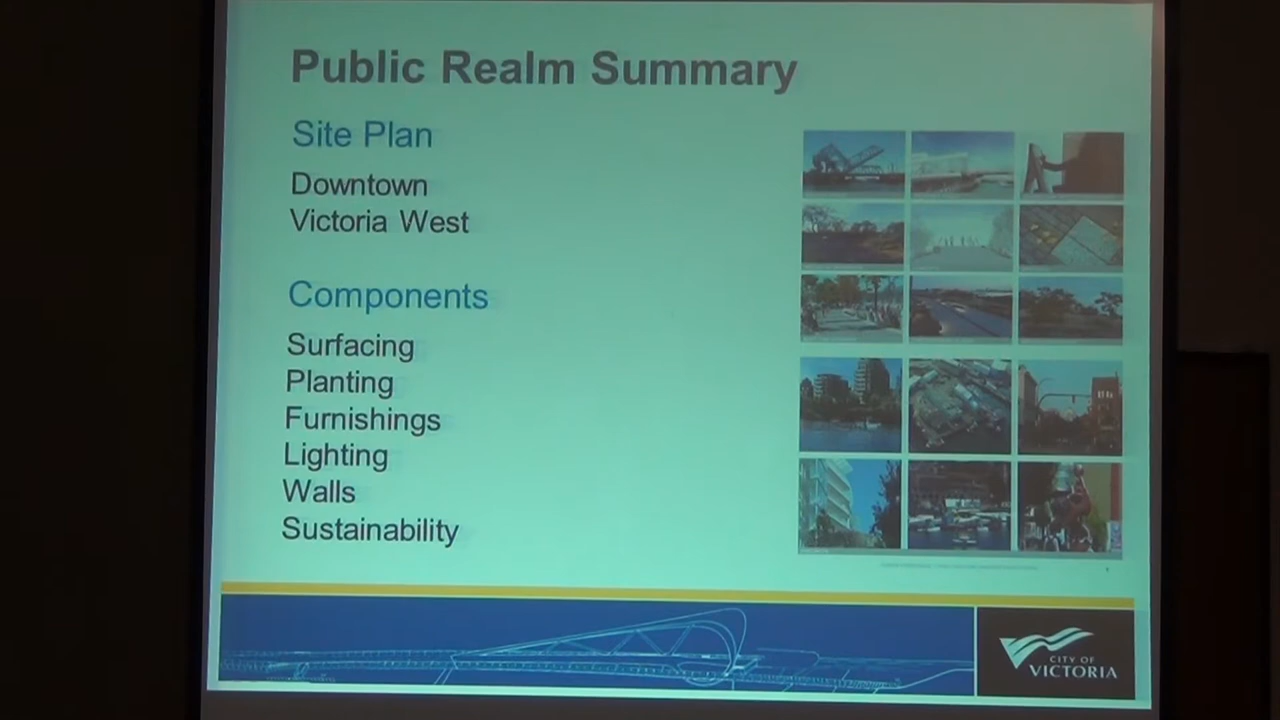 Public Realm Summary
Site Plan
Downtown
Victoria West
Components
Surfacing
Planting
Furnishings
Lighting
Walls
Sustainability
CITY OF
VICTORIA